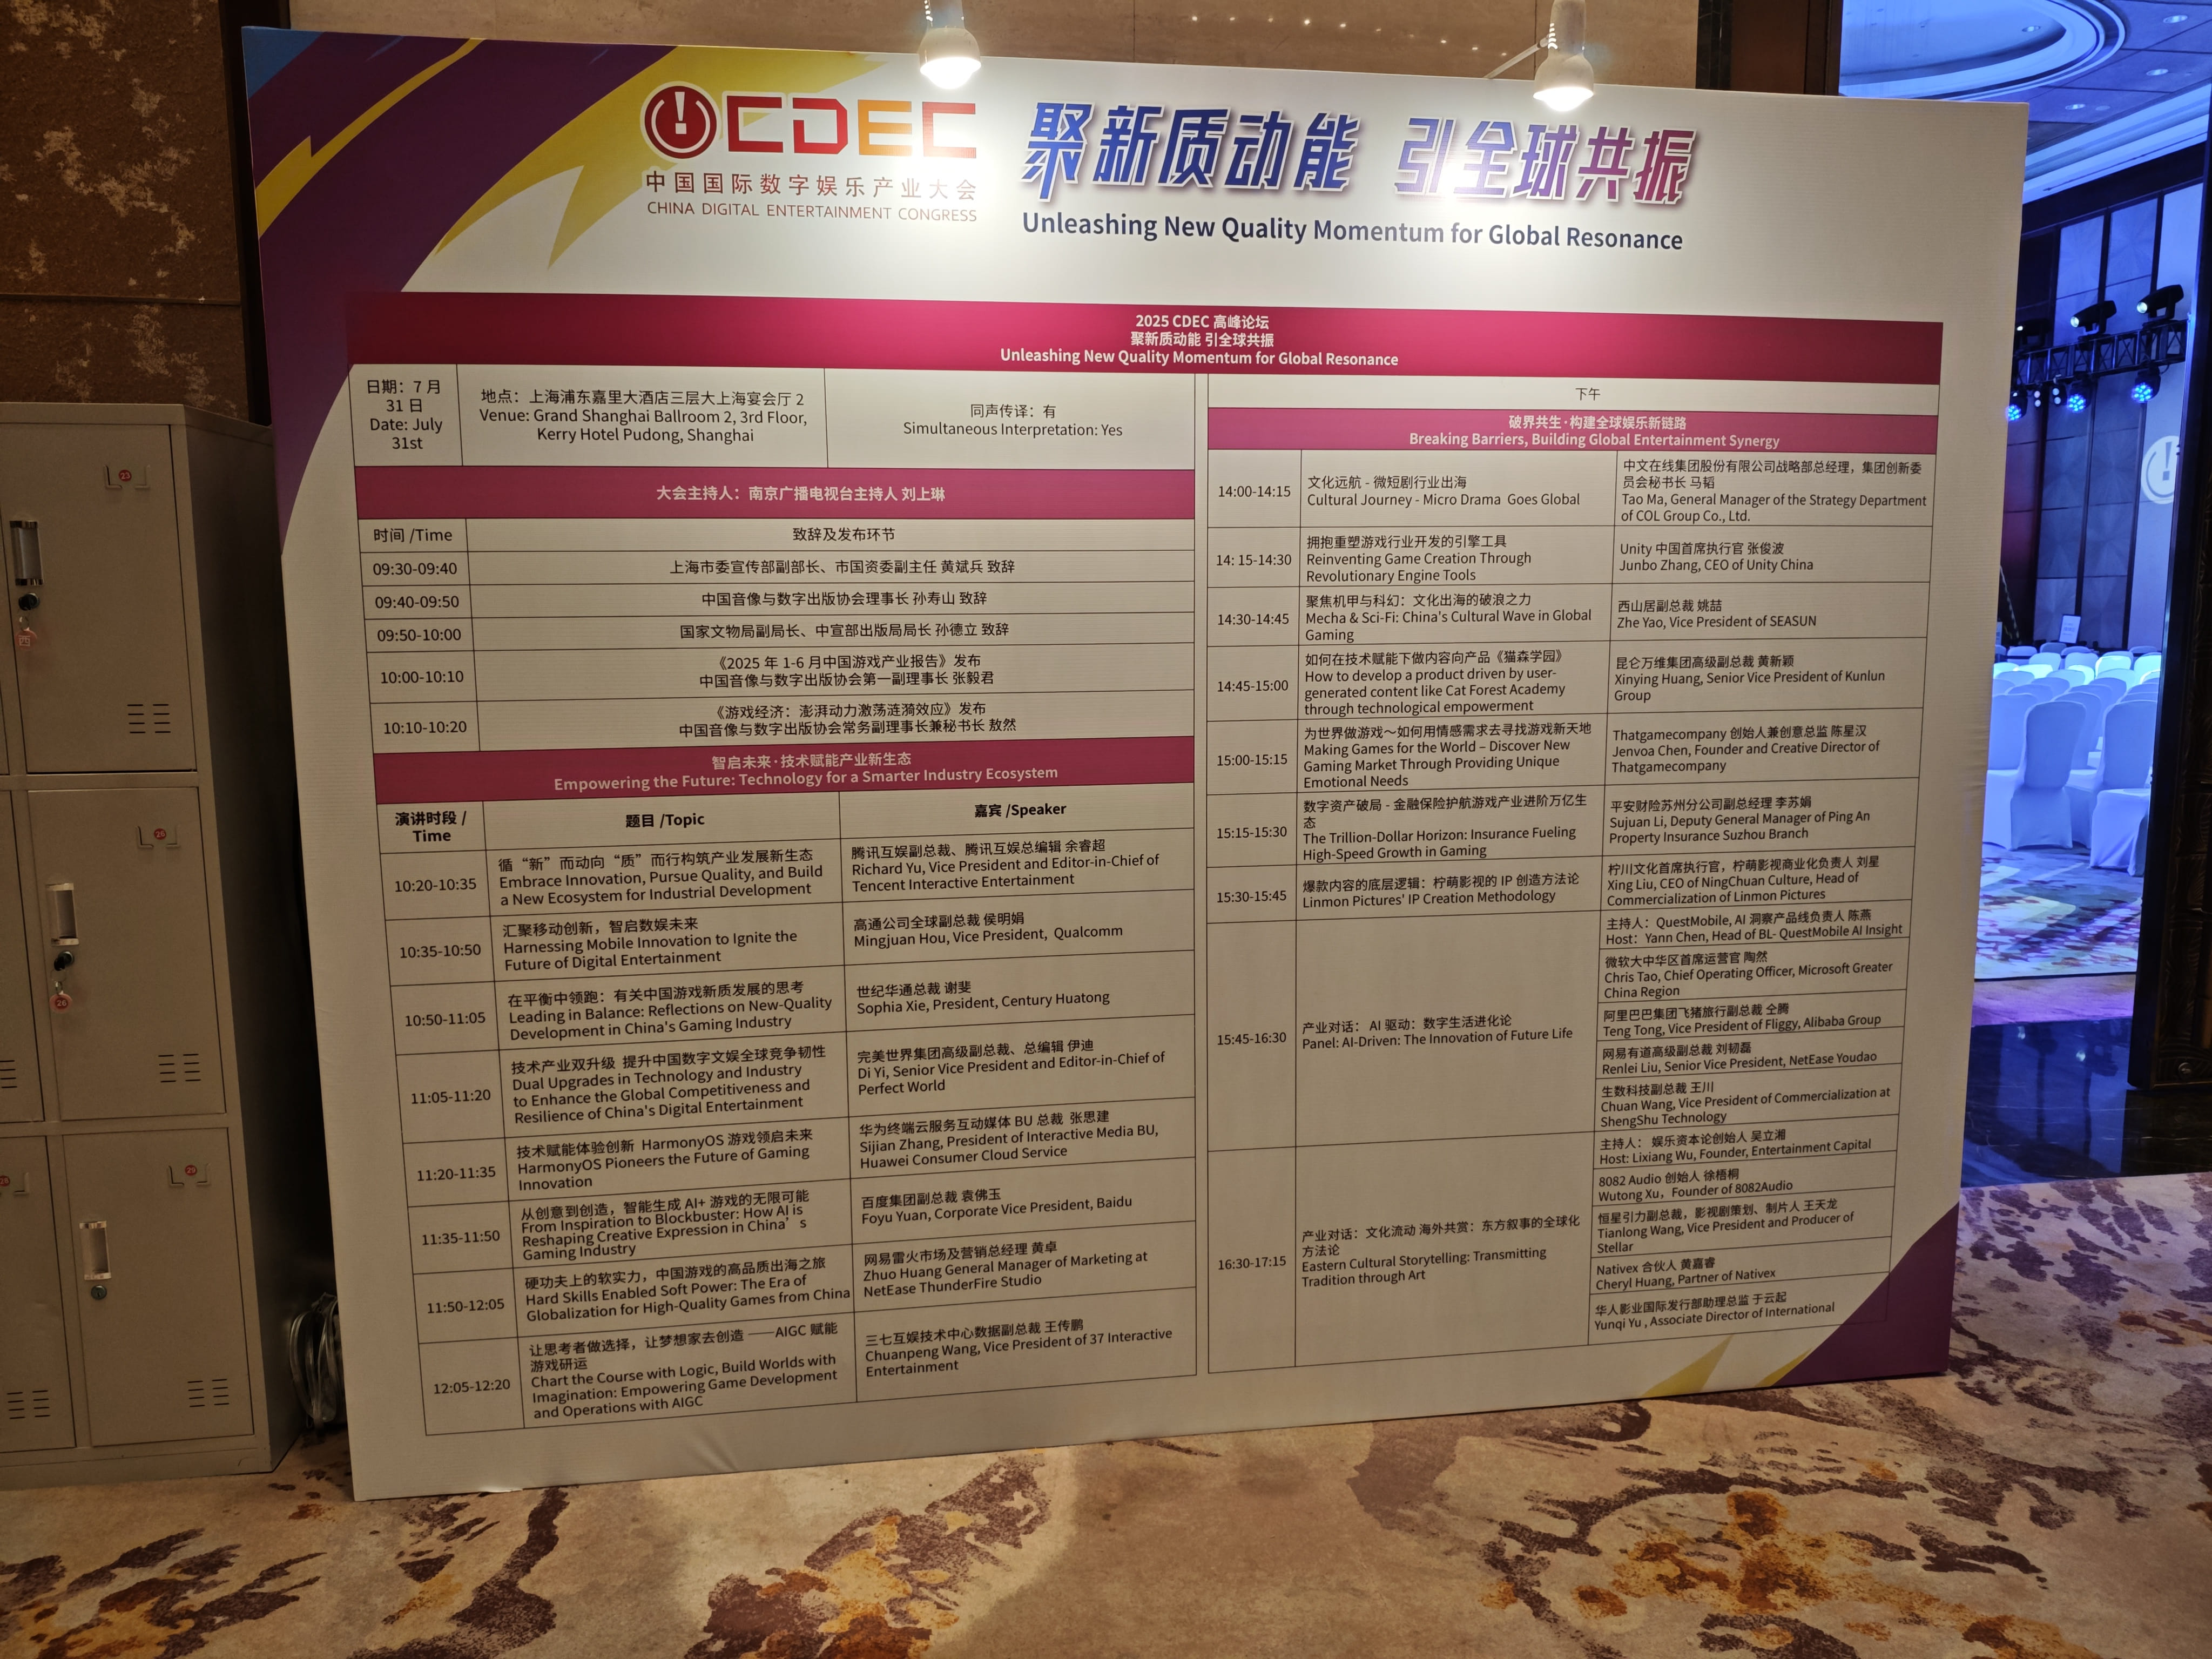 CDEC
中国国际数字娱乐产业大会
CHINA DIGITAL ENTERTAINMENT CONGRESS
聚新质动能 引全球共振
Unleashing New Quality Momentum for Global Resonance
2025 CDEC 高峰论坛
聚新质动能 引全球共振
Unleashing New Quality Momentum for Global Resonance
日期：7 月
31 日
Date: July
31st
地点：上海浦东嘉里大酒店三层大上海宴会厅 2
Venue: Grand Shanghai Ballroom 2, 3rd Floor,
Kerry Hotel Pudong, Shanghai
同声传译：有
Simultaneous Interpretation: Yes
大会主持人：南京广播电视台主持人 刘上琳
时间 /Time
致辞及发布环节
09:30-09:40
上海市委宣传部副部长、市国资委副主任 黄斌兵 致辞
09:40-09:50
中国音像与数字出版协会理事长 孙寿山 致辞
09:50-10:00
国家文物局副局长、中宣部出版局局长 孙德立 致辞
10:00-10:10
《2025 年 1-6 月中国游戏产业报告》发布
中国音像与数字出版协会第一副理事长 张毅君
10:10-10:20
《游戏经济：澎湃动力激荡涟漪效应》发布
中国音像与数字出版协会常务副理事长兼秘书长 敖然
智启未来·技术赋能产业新生态
Empowering the Future: Technology for a Smarter Industry Ecosystem
演讲时段 /
Time
题目 /Topic
嘉宾 /Speaker
10:20-10:35
循“新”而动向“质”而行构筑产业发展新生态
Embrace Innovation, Pursue Quality, and Build
a New Ecosystem for Industrial Development
腾讯互娱副总裁、腾讯互娱总编辑 余睿超
Richard Yu, Vice President and Editor-in-Chief of
Tencent Interactive Entertainment
10:35-10:50
汇聚移动创新，智启数娱未来
Harnessing Mobile Innovation to Ignite the
Future of Digital Entertainment
高通公司全球副总裁 侯明娟
Mingjuan Hou, Vice President, Qualcomm
10:50-11:05
在平衡中领跑：有关中国游戏新质发展的思考
Leading in Balance: Reflections on New-Quality
Development in China's Gaming Industry
世纪华通总裁 谢斐
Sophia Xie, President, Century Huatong
11:05-11:20
技术产业双升级 提升中国数字文娱全球竞争韧性
Dual Upgrades in Technology and Industry
to Enhance the Global Competitiveness and
Resilience of China's Digital Entertainment
完美世界集团高级副总裁、总编辑 伊迪
Di Yi, Senior Vice President and Editor-in-Chief of
Perfect World
11:20-11:35
技术赋能体验创新 HarmonyOS 游戏领启未来
HarmonyOS Pioneers the Future of Gaming
Innovation
华为终端云服务互动媒体 BU 总裁 张思建
Sijian Zhang, President of Interactive Media BU,
Huawei Consumer Cloud Service
11:35-11:50
从创意到创造，智能生成 AI+ 游戏的无限可能
From Inspiration to Blockbuster: How AI is
Reshaping Creative Expression in China's
Gaming Industry
百度集团副总裁 袁佛玉
Foyu Yuan, Corporate Vice President, Baidu
11:50-12:05
硬功夫上的软实力，中国游戏的高品质出海之旅
Hard Skills Enabled Soft Power: The Era of
Globalization for High-Quality Games from China
网易雷火市场及营销总经理 黄卓
Zhuo Huang General Manager of Marketing at
NetEase ThunderFire Studio
12:05-12:20
让思考者做选择，让梦想家去创造 ——AIGC 赋能
游戏研运
Chart the Course with Logic, Build Worlds with
Imagination: Empowering Game Development
and Operations with AIGC
三七互娱技术中心数据副总裁 王传鹏
Chuanpeng Wang, Vice President of 37 Interactive
Entertainment
下午
破界共生·构建全球娱乐新链路
Breaking Barriers, Building Global Entertainment Synergy
14:00-14:15
文化远航 - 微短剧行业出海
Cultural Journey - Micro Drama Goes Global
中文在线集团股份有限公司战略部总经理，集团创新委
员会秘书长 马韬
Tao Ma, General Manager of the Strategy Department
of COL Group Co., Ltd.
14: 15-14:30
拥抱重塑游戏行业开发的引擎工具
Reinventing Game Creation Through
Revolutionary Engine Tools
Unity 中国首席执行官 张俊波
Junbo Zhang, CEO of Unity China
14:30-14:45
聚焦机甲与科幻：文化出海的破浪之力
Mecha & Sci-Fi: China's Cultural Wave in Global
Gaming
西山居副总裁 姚喆
Zhe Yao, Vice President of SEASUN
14:45-15:00
如何在技术赋能下做内容向产品《猫森学园》
How to develop a product driven by user-
generated content like Cat Forest Academy
through technological empowerment
昆仑万维集团高级副总裁 黄新颖
Xinying Huang, Senior Vice President of Kunlun
Group
15:00-15:15
为世界做游戏～如何用情感需求去寻找游戏新天地
Making Games for the World – Discover New
Gaming Market Through Providing Unique
Emotional Needs
Thatgamecompany 创始人兼创意总监 陈星汉
Jenvoa Chen, Founder and Creative Director of
Thatgamecompany
15:15-15:30
数字资产破局 - 金融保险护航游戏产业进阶万亿生
态
The Trillion-Dollar Horizon: Insurance Fueling
High-Speed Growth in Gaming
平安财险苏州分公司副总经理 李苏娟
Sujuan Li, Deputy General Manager of Ping An
Property Insurance Suzhou Branch
15:30-15:45
爆款内容的底层逻辑：柠萌影视的 IP 创造方法论
Linmon Pictures' IP Creation Methodology
柠川文化首席执行官，柠萌影视商业化负责人 刘星
Xing Liu, CEO of NingChuan Culture, Head of
Commercialization of Linmon Pictures
15:45-16:30
产业对话： AI 驱动：数字生活进化论
Panel: AI-Driven: The Innovation of Future Life
主持人：QuestMobile, AI 洞察产品线负责人 陈燕
Host：Yann Chen, Head of BL- QuestMobile AI Insight
微软大中华区首席运营官 陶然
Chris Tao, Chief Operating Officer, Microsoft Greater
China Region
阿里巴巴集团飞猪旅行副总裁 仝腾
Teng Tong, Vice President of Fliggy, Alibaba Group
网易有道高级副总裁 刘韧磊
Renlei Liu, Senior Vice President, NetEase Youdao
生数科技副总裁 王川
Chuan Wang, Vice President of Commercialization at
ShengShu Technology
16:30-17:15
产业对话：文化流动 海外共赏：东方叙事的全球化
方法论
Eastern Cultural Storytelling: Transmitting
Tradition through Art
主持人： 娱乐资本论创始人 吴立湘
Host: Lixiang Wu, Founder, Entertainment Capital
8082 Audio 创始人 徐梧桐
Wutong Xu，Founder of 8082Audio
恒星引力副总裁，影视剧策划、制片人 王天龙
Tianlong Wang, Vice President and Producer of
Stellar
Nativex 合伙人 黄嘉睿
Cheryl Huang, Partner of Nativex
华人影业国际发行部助理总监 于云起
Yunqi Yu , Associate Director of International
23
26
26
29